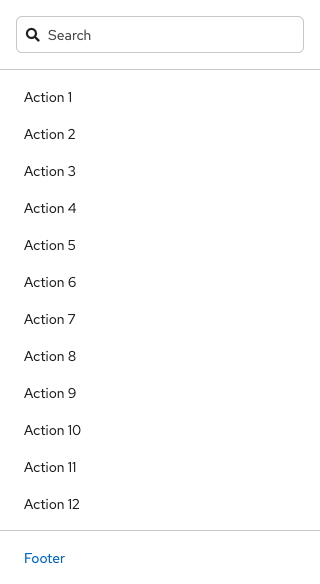 Search
Action 1
Action 2
Action 3
Action 4
Action 5
Action 6
Action 7
Action 8
Action 9
Action 10
Action 11
Action 12
Footer